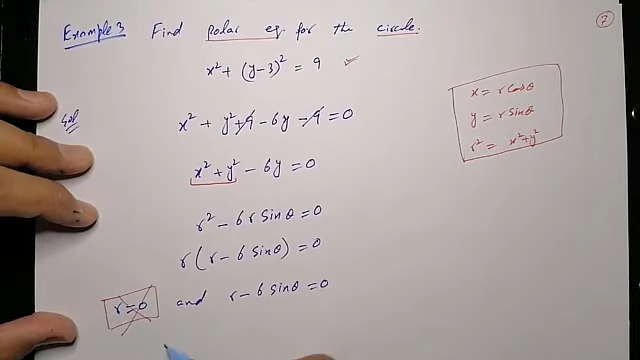 Example 3 Find polar eq. for the circle.
7
x² + (y-3)² = 9 ✓
x = r cosθ
y = r sinθ
r² = x²+y²
Sol
x² + y² + 9 - 6y - 9 = 0
x² + y² - 6y = 0
r² - 6 r Sinθ = 0
r (r - 6 Sinθ) = 0
r = 0 and r - 6 Sinθ = 0